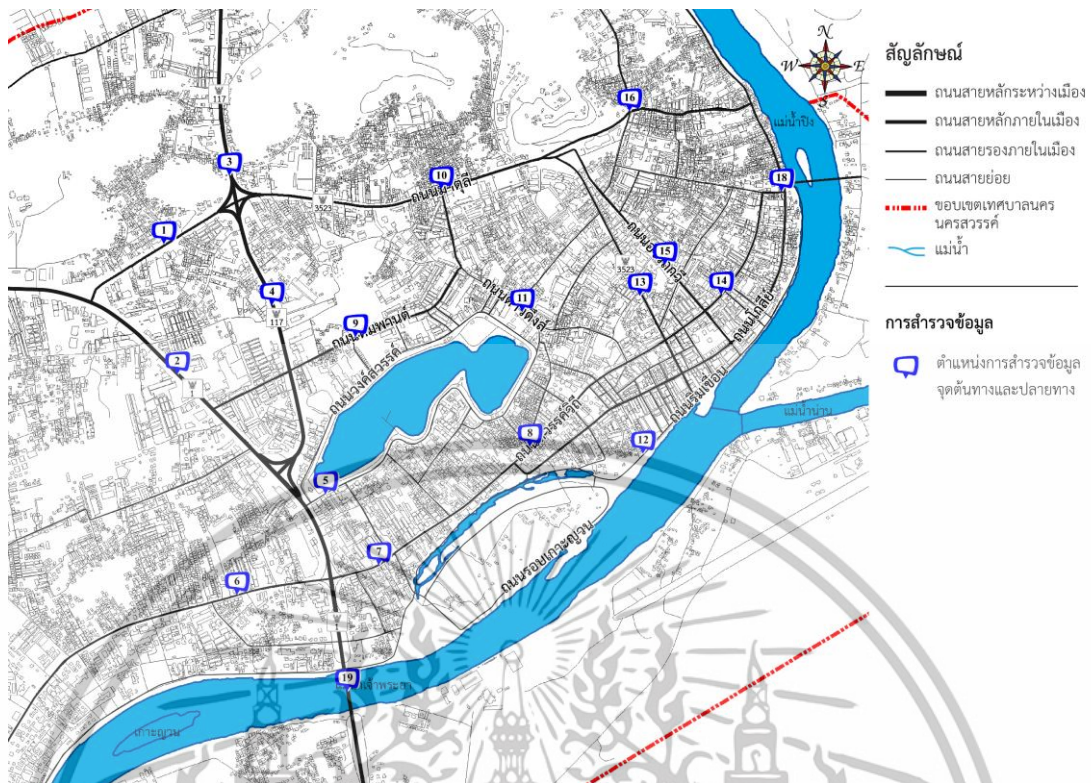 N
W
E
S
สัญลักษณ์
ถนนสายหลักระหว่างเมือง
ถนนสายหลักภายในเมือง
ถนนสายรองภายในเมือง
ถนนสายย่อย
ขอบเขตเทศบาลนคร
นครสวรรค์
แม่น้ำ
การสำรวจข้อมูล
ตำแหน่งการสำรวจข้อมูล
จุดต้นทางและปลายทาง
117
16
แม่น้ำปิง
3
10
18
3523
1
15
3523
4
13
14
11
117
9
2
ถนนวงศ์สวรรค์
ถนนโกสีย์
ถนนริมเขื่อน
แม่น้ำน่าน
8
12
5
7
ถนนรอบเกาะญวน
6
19
เกาะญวน